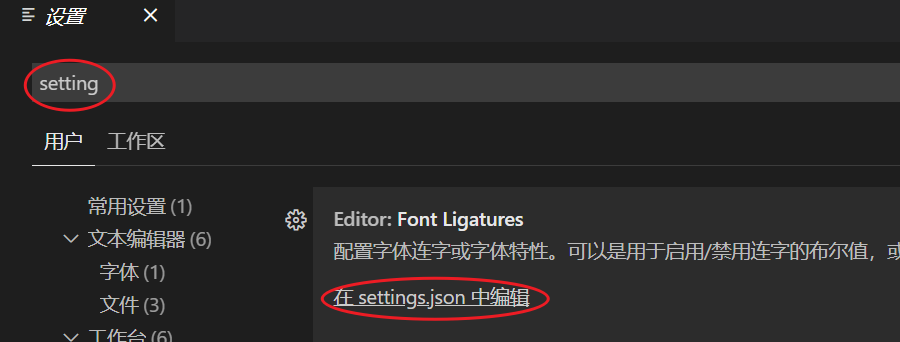 设置
setting
用户 工作区
常用设置 (1)
文本编辑器 (6)
字体 (1)
文件 (3)
工作台 (6)
Editor: Font Ligatures
配置字体连字或字体特性。可以是用于启用/禁用连字的布尔值，或
在 settings.json 中编辑